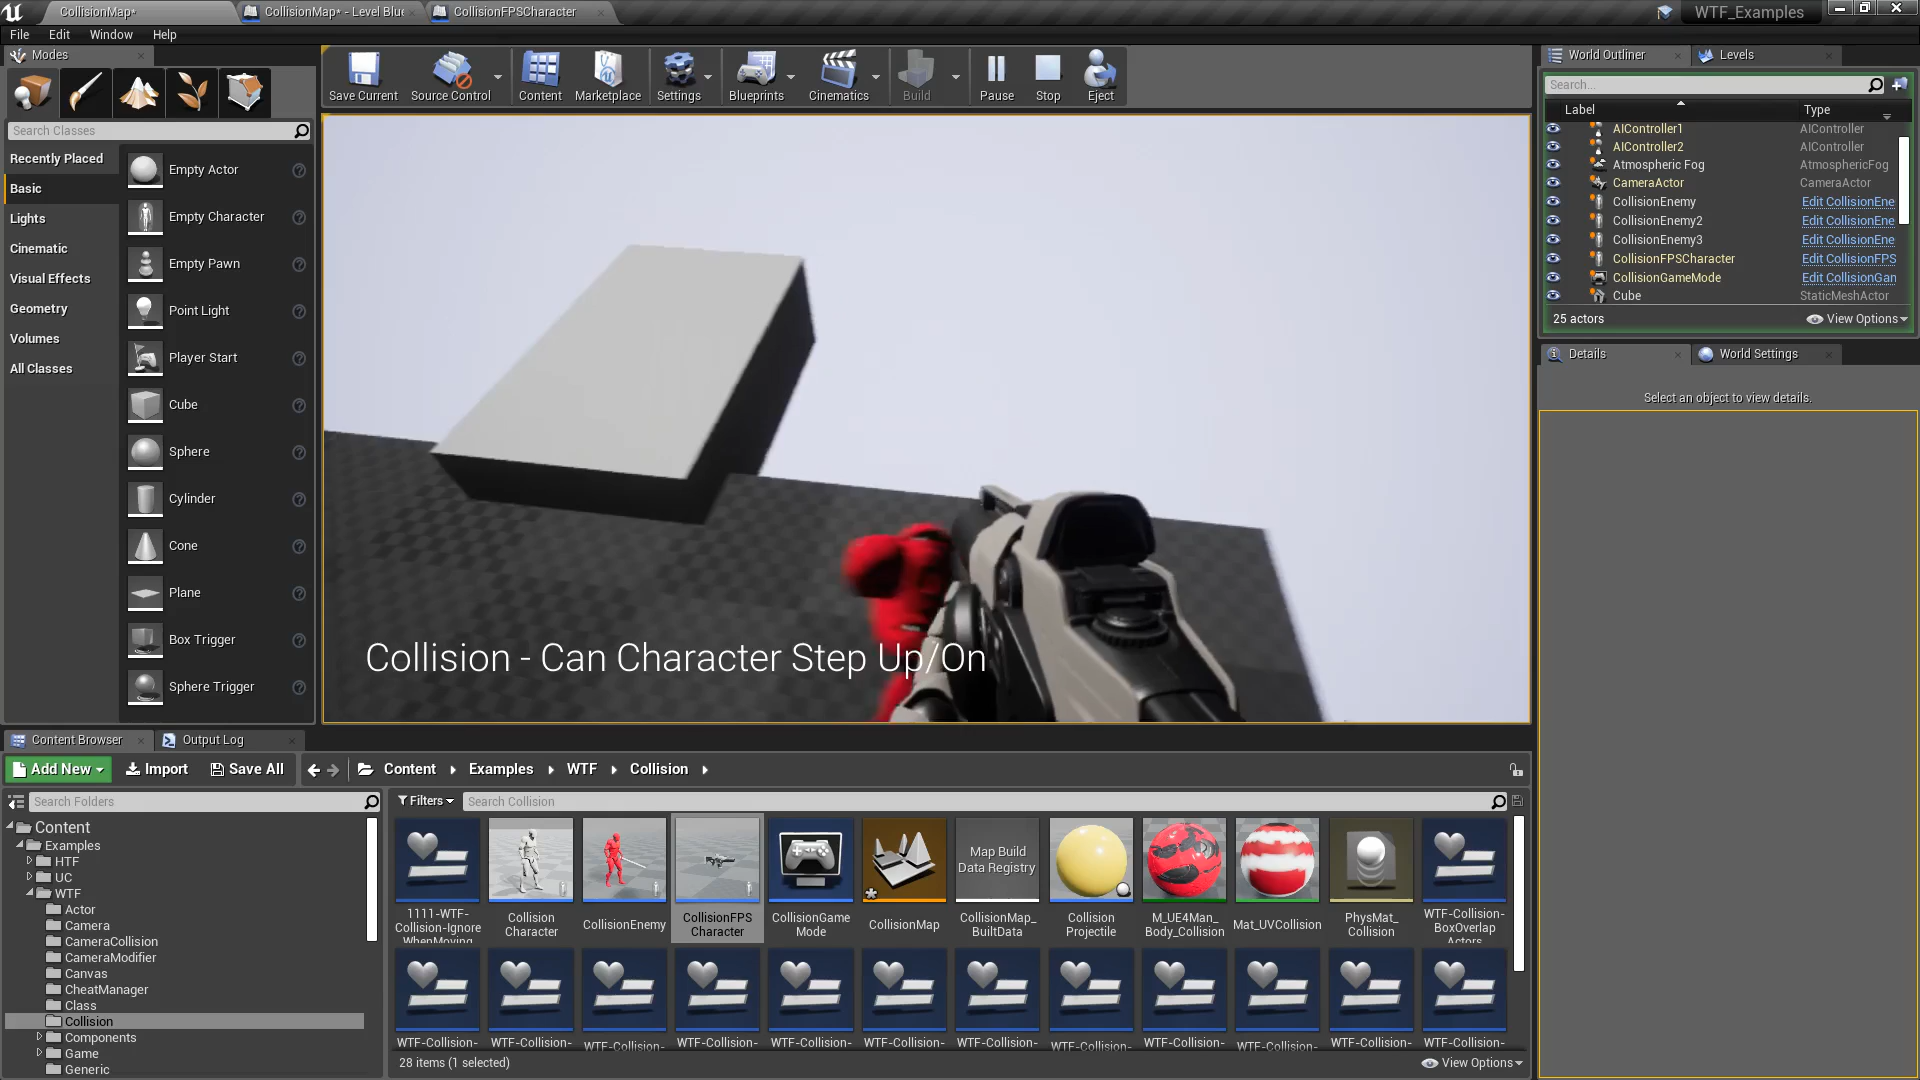 CollisionMap*
CollisionMap* - Level Blue
CollisionFPSCharacter
WTF_Examples
File
Edit
Window
Help
Modes
Search Classes
Recently Placed
Basic
Lights
Cinematic
Visual Effects
Geometry
Volumes
All Classes
Empty Actor
Empty Character
Empty Pawn
Point Light
Player Start
Cube
Sphere
Cylinder
Cone
Plane
Box Trigger
Sphere Trigger
Save Current
Source Control
Content
Marketplace
Settings
Blueprints
Cinematics
Build
Pause
Stop
Eject
Collision - Can Character Step Up/On
World Outliner
Levels
Search...
Label
Type
AIController1 AIController
AIController2 AIController
Atmospheric Fog AtmosphericFog
CameraActor CameraActor
CollisionEnemy Edit CollisionEne
CollisionEnemy2 Edit CollisionEne
CollisionEnemy3 Edit CollisionEne
CollisionFPSCharacter Edit CollisionFPS
CollisionGameMode Edit CollisionGan
Cube StaticMeshActor
25 actors
View Options
Details
World Settings
Select an object to view details.
Content Browser
Output Log
Add New
Import
Save All
Content
Examples
WTF
Collision
Search Folders
Content
Examples
HTF
UC
WTF
Actor
Camera
CameraCollision
CameraModifier
Canvas
CheatManager
Class
Collision
Components
Game
Generic
Filters
Search Collision
1111-WTF-
Collision-Ignore
WhenMoving
Collision
Character
CollisionEnemy
CollisionFPS
Character
CollisionGame
Mode
CollisionMap
Map Build
Data Registry
CollisionMap_
BuiltData
Collision
Projectile
M_UE4Man_
Body_Collision
Mat_UVCollision
PhysMat_
Collision
WTF-Collision-
BoxOverlap
Actors
WTF-Collision-
WTF-Collision-
WTF-Collision-
WTF-Collision-
WTF-Collision-
WTF-Collision-
WTF-Collision-
WTF-Collision-
WTF-Collision-
WTF-Collision-
WTF-Collision-
WTF-Collision-
28 items (1 selected)
View Options